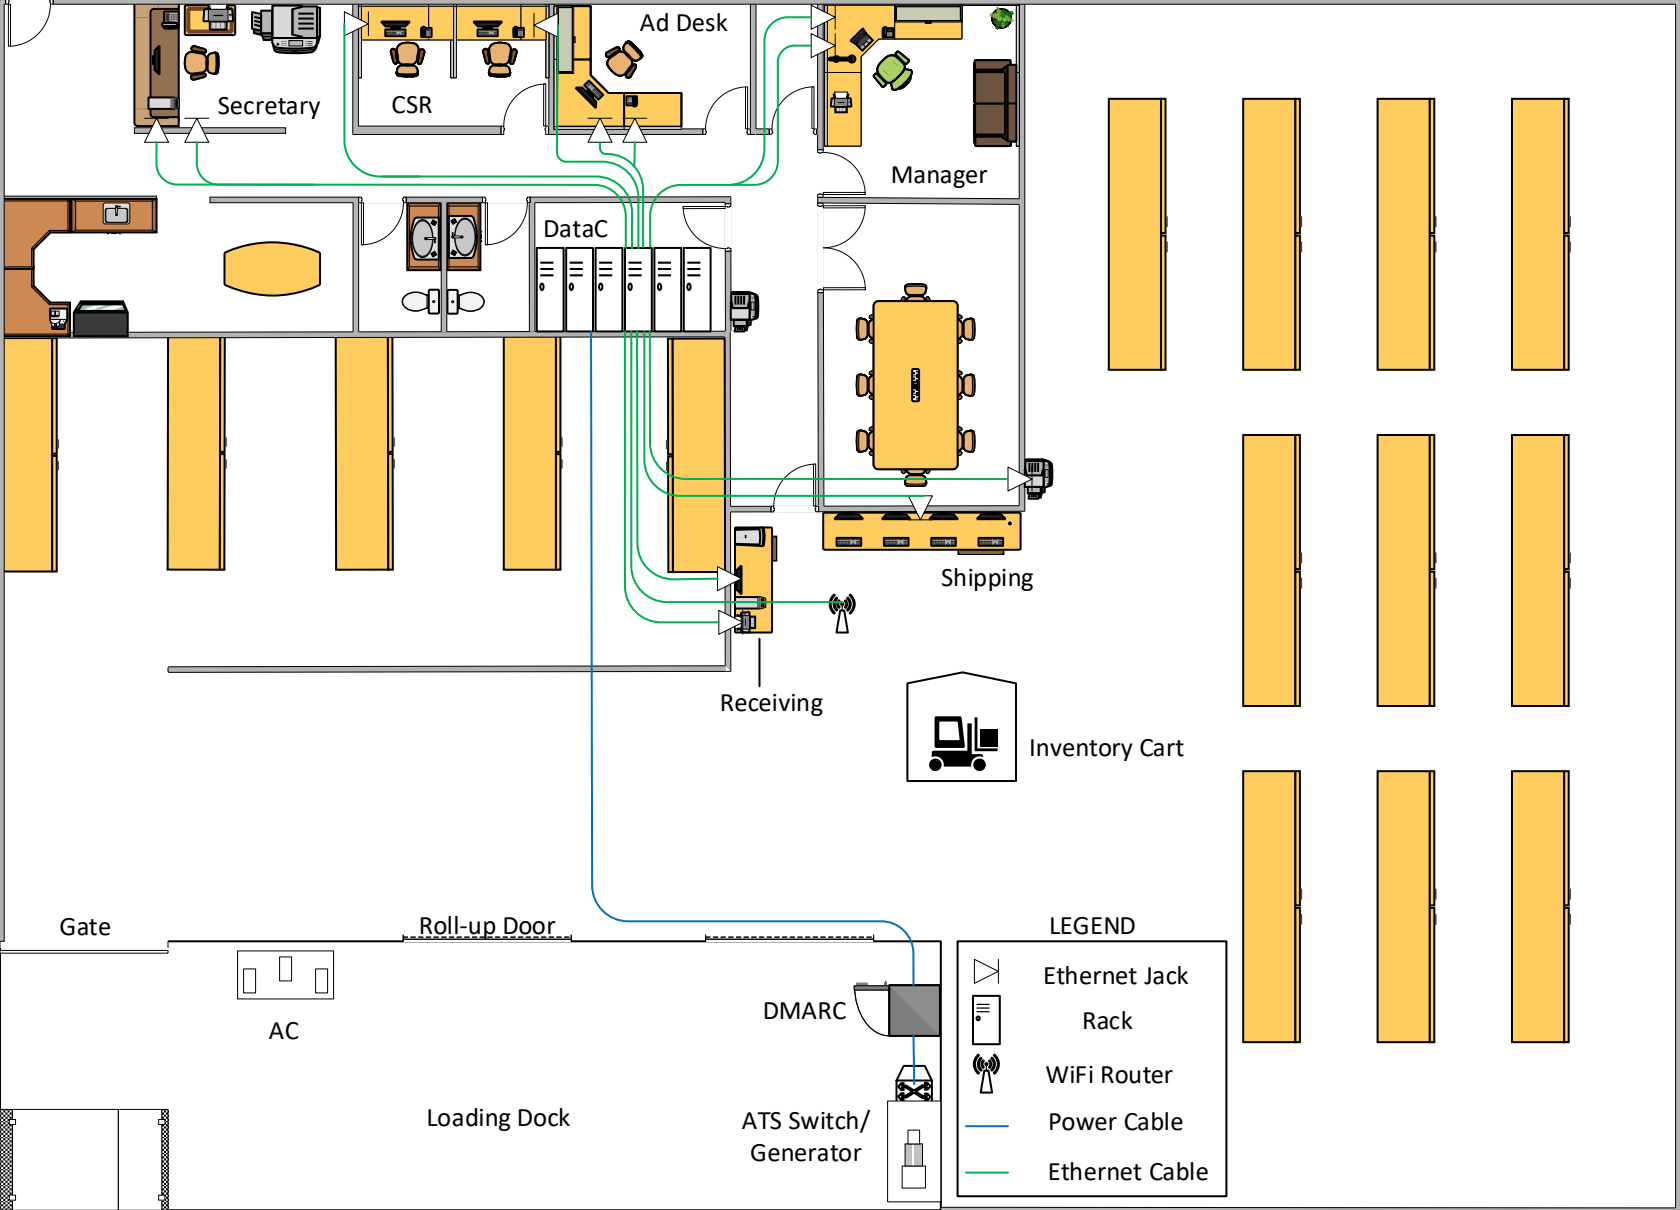 Ad Desk
Secretary
CSR
Manager
DataC
Shipping
Receiving
Inventory Cart
Gate
Roll-up Door
LEGEND
Ethernet Jack
DMARC
Rack
AC
WiFi Router
Loading Dock
ATS Switch/
Generator
Power Cable
Ethernet Cable